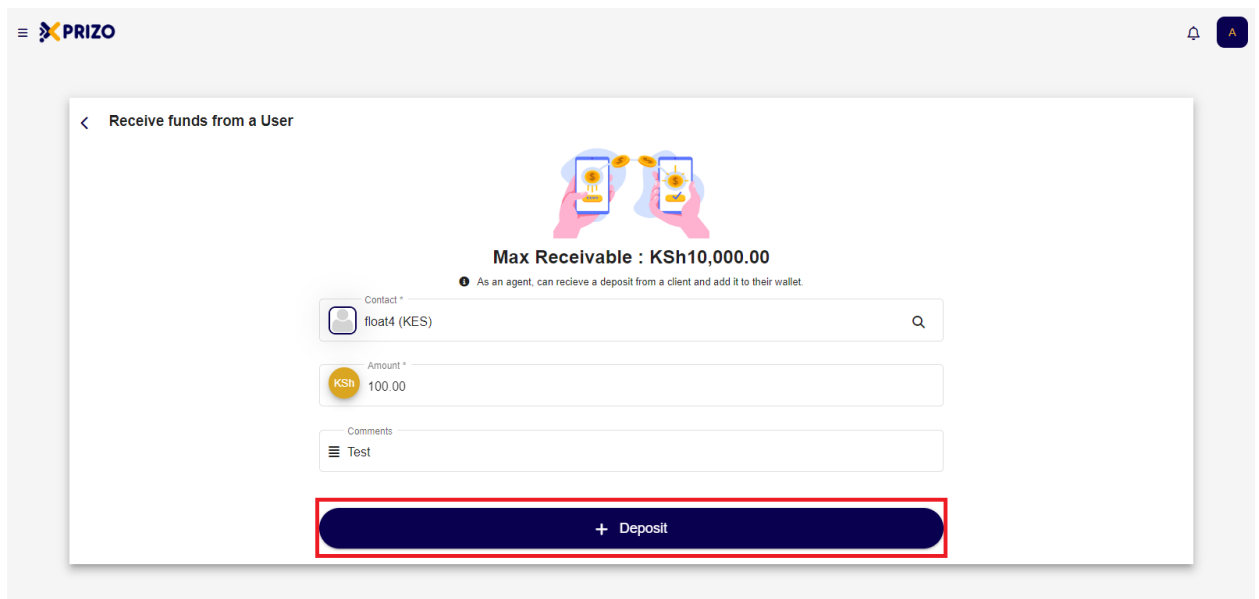 PRIZO
A
Receive funds from a User
Max Receivable : KSh10,000.00
As an agent, can recieve a deposit from a client and add it to their wallet.
Contact *
float4 (KES)
Amount *
KSh 100.00
Comments
Test
+ Deposit